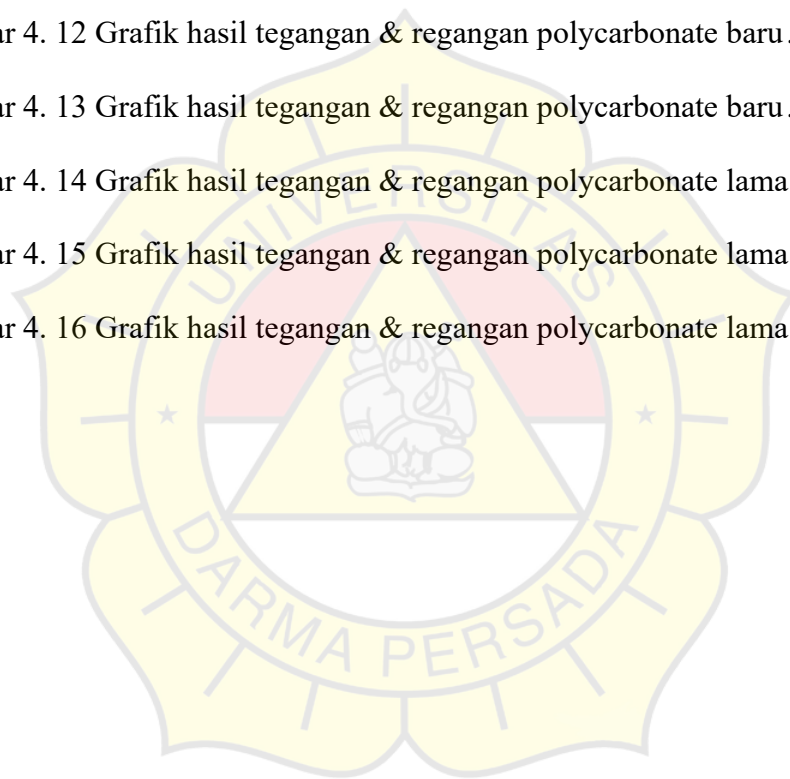 ar 4. 12 Grafik hasil tegangan & regangan polycarbonate baru.
ar 4. 13 Grafik hasil tegangan & regangan polycarbonate baru.
ar 4. 14 Grafik hasil tegangan & regangan polycarbonate lama
ar 4. 15 Grafik hasil tegangan & regangan polycarbonate lama
ar 4. 16 Grafik hasil tegangan & regangan polycarbonate lama
UNIVERSITAS
DARMA PERSADA